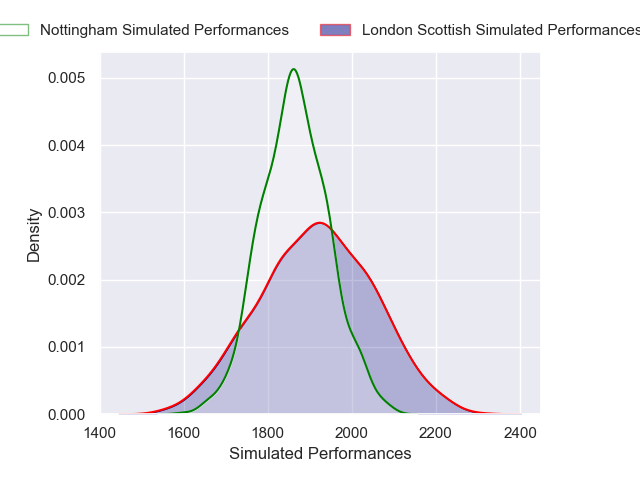 Nottingham Simulated Performances London Scottish Simulated Performances
0.005
0.004
0.003
0.002
0.001
0.000
Density
1400 1600 1800 2000 2200 2400
Simulated Performances